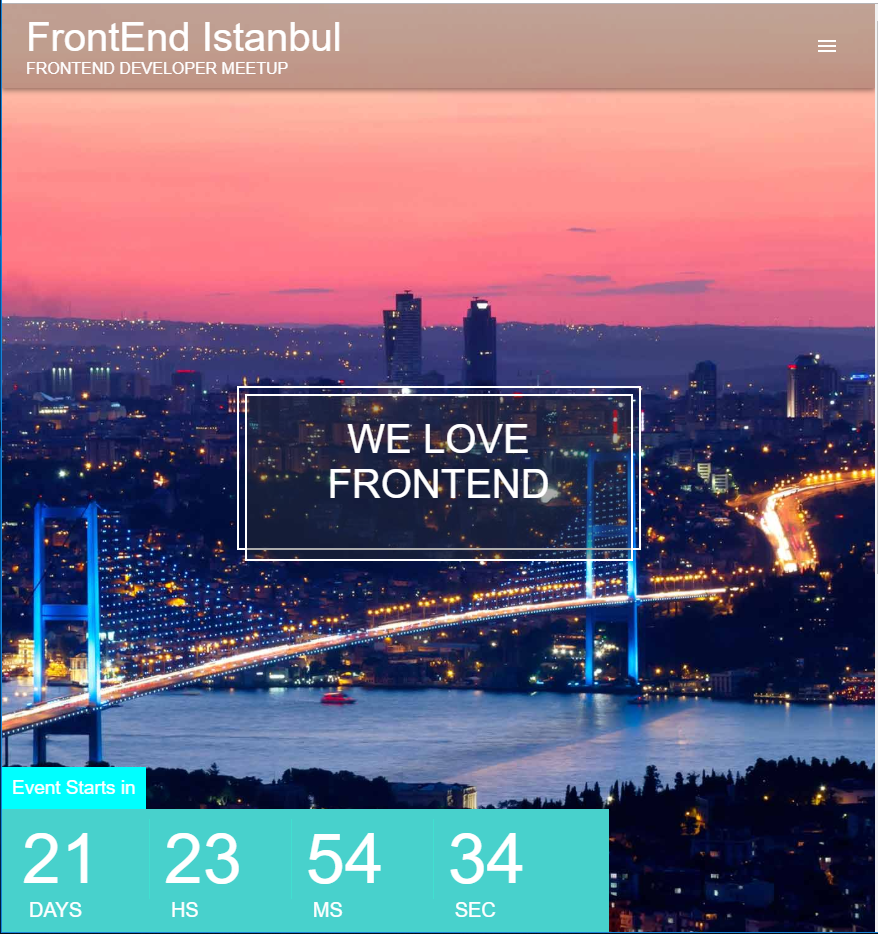 FrontEnd Istanbul
FRONTEND DEVELOPER MEETUP
WE LOVE
FRONTEND
Event Starts in
21 23 54 34
DAYS HS MS SEC